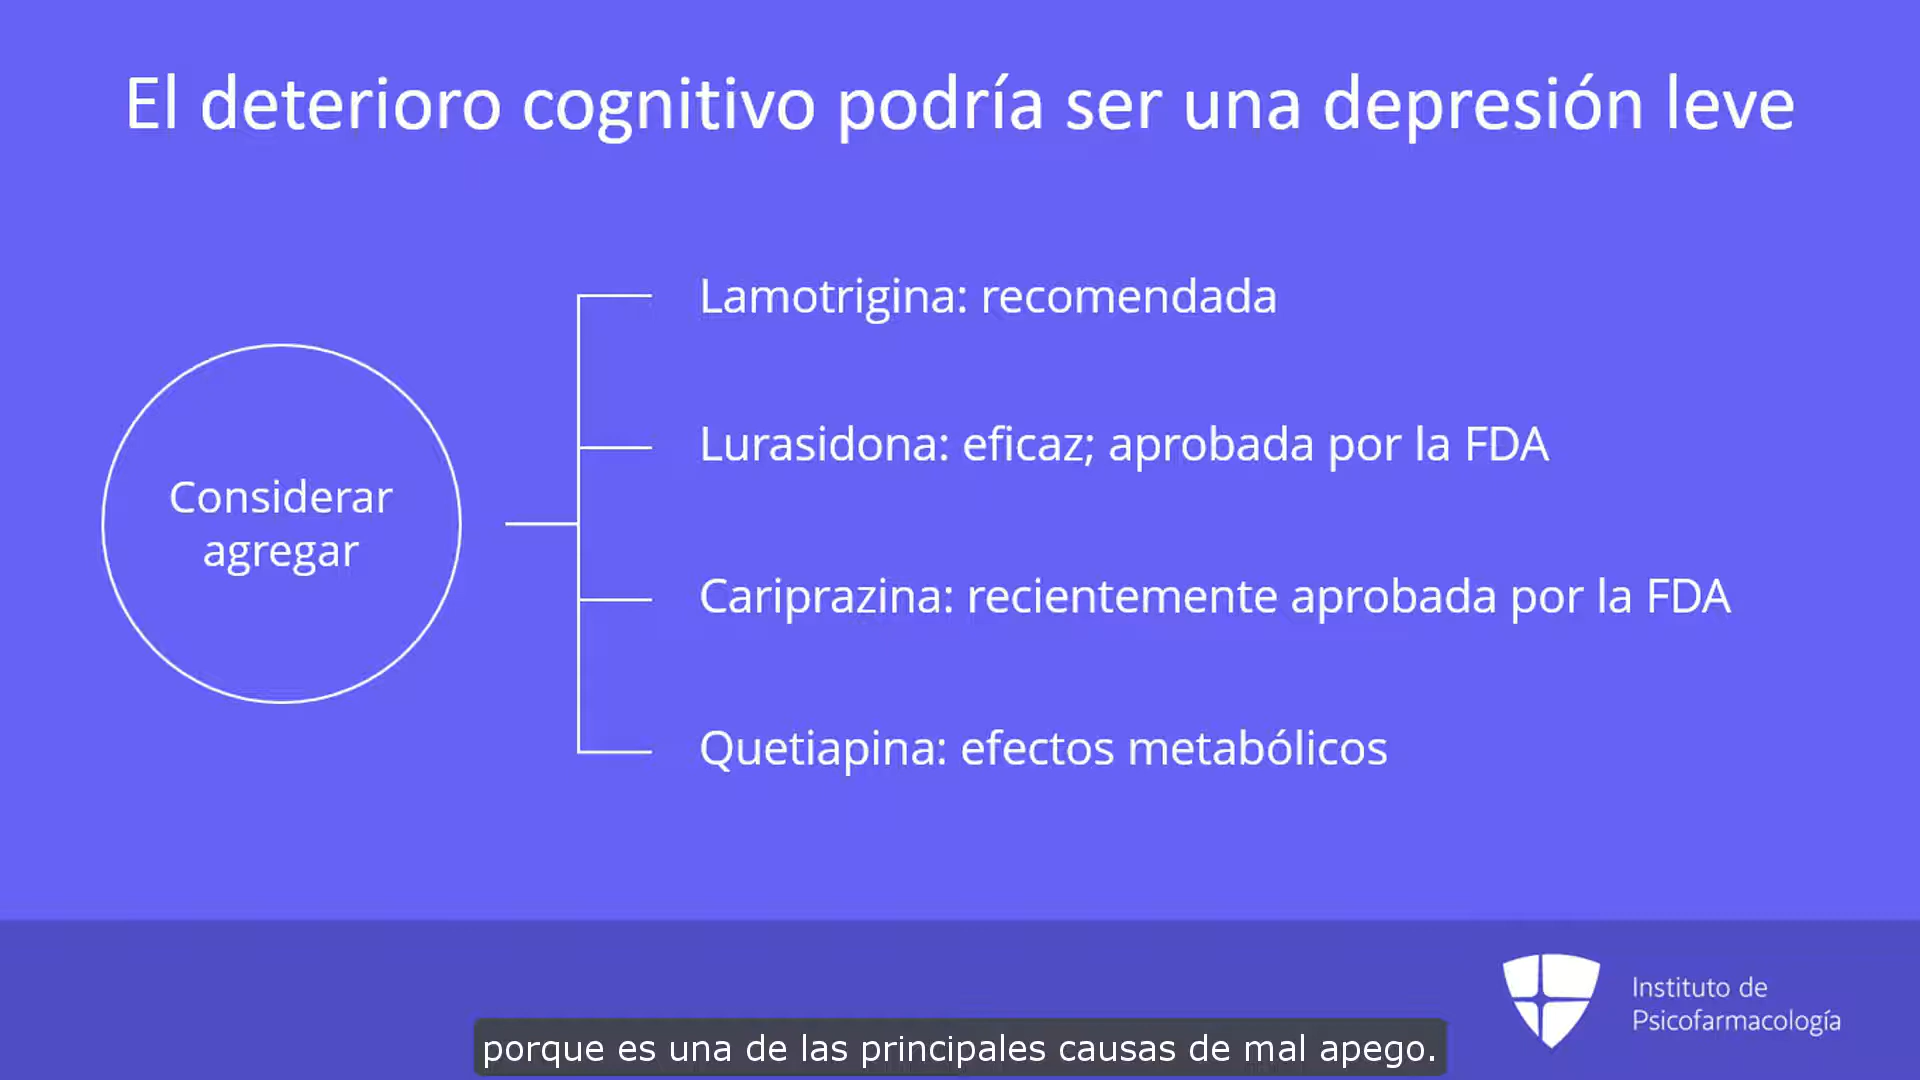 El deterioro cognitivo podría ser una depresión leve
Considerar
agregar
Lamotrigina: recomendada
Lurasidona: eficaz; aprobada por la FDA
Cariprazina: recientemente aprobada por la FDA
Quetiapina: efectos metabólicos
Instituto de
Psicofarmacología
porque es una de las principales causas de mal apego.